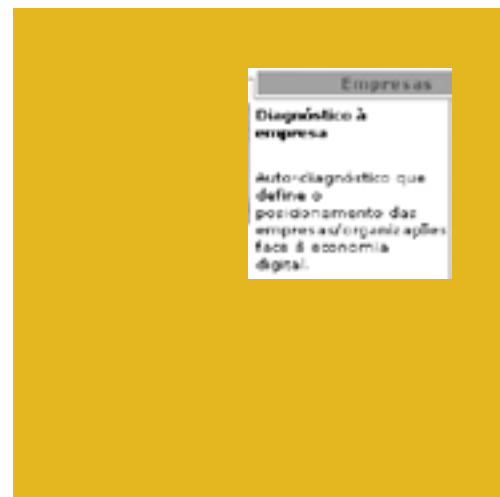 Empresas
Diagnóstico à
empresa
Auto-diagnóstico que
define o
posicionamento das
empresas/organizações
face à economia
digital.